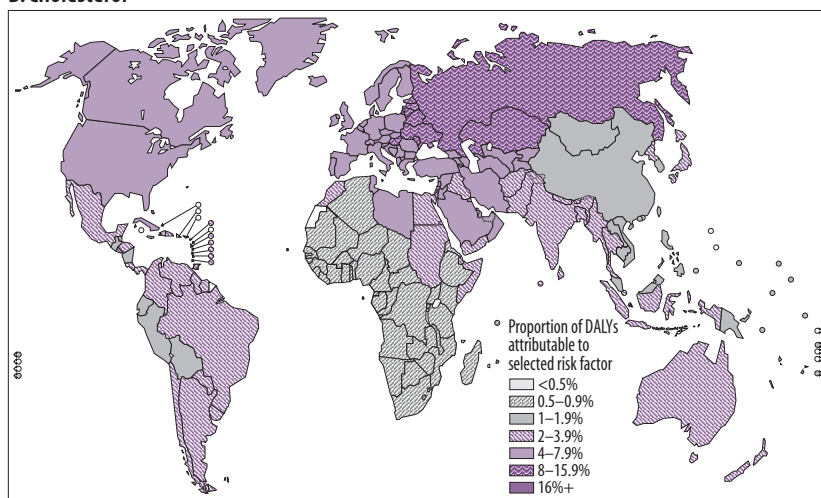 Proportion of DALYs
attributable to
selected risk factor
<0.5%
0.5–0.9%
1–1.9%
2–3.9%
4–7.9%
8–15.9%
16%+